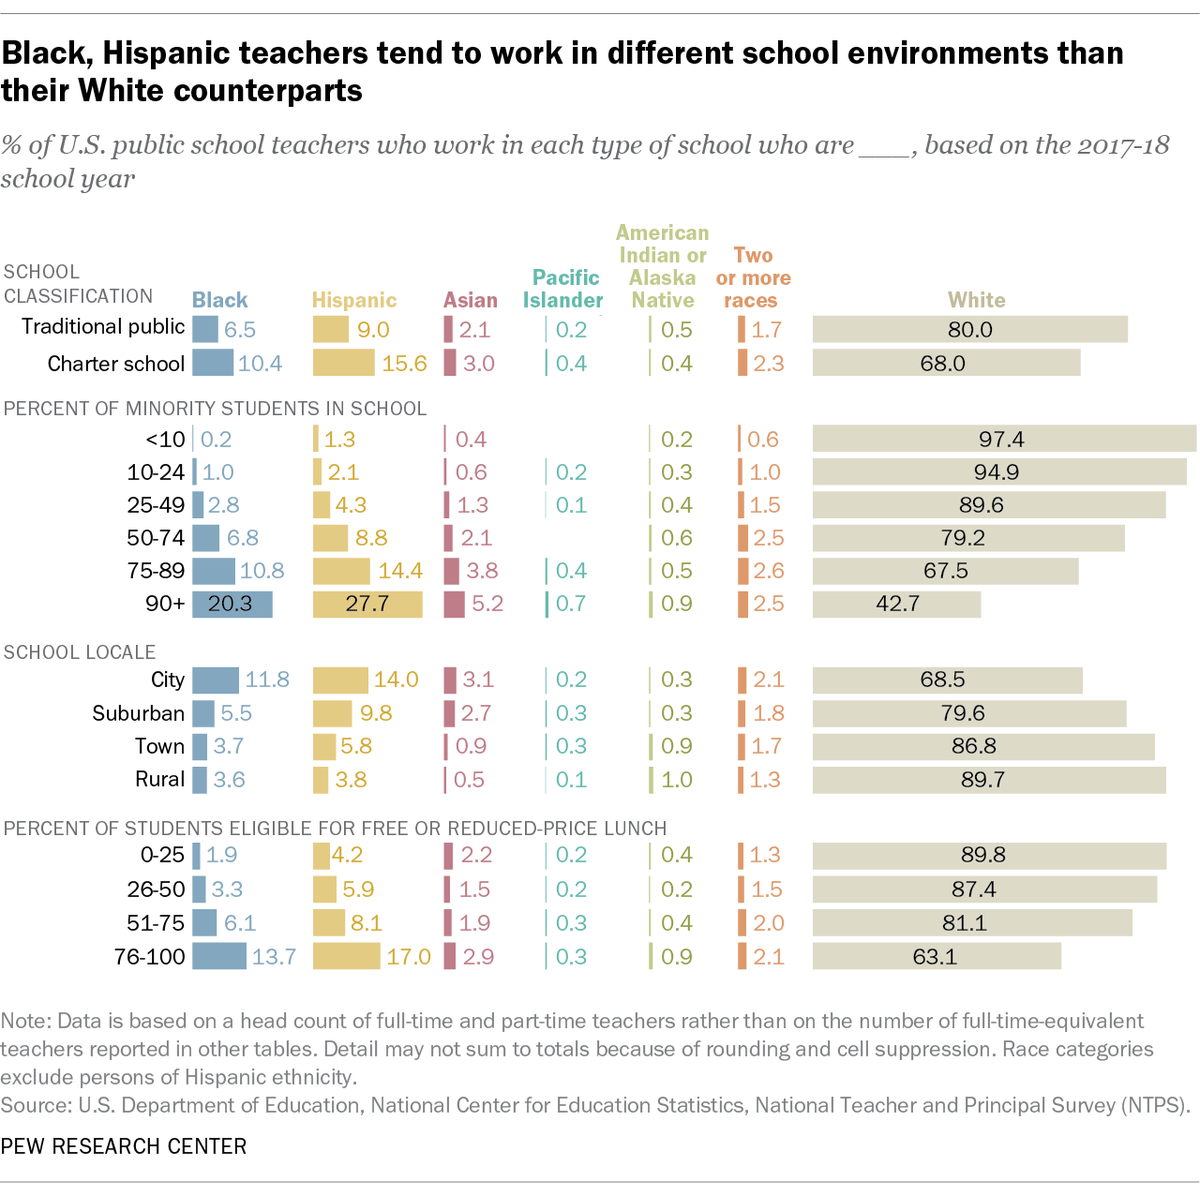 Black, Hispanic teachers tend to work in different school environments than
their White counterparts
% of U.S. public school teachers who work in each type of school who are ___, based on the 2017-18
school year
SCHOOL
CLASSIFICATION
Black
Hispanic
Asian
Pacific
Islander
American
Indian or
Alaska
Native
Two
or more
races
White
Traditional public 6.5 9.0 2.1 0.2 0.5 1.7 80.0
Charter school 10.4 15.6 3.0 0.4 0.4 2.3 68.0
PERCENT OF MINORITY STUDENTS IN SCHOOL
<10 0.2 1.3 0.4 0.2 0.6 97.4
10-24 1.0 2.1 0.6 0.2 0.3 1.0 94.9
25-49 2.8 4.3 1.3 0.1 0.4 1.5 89.6
50-74 6.8 8.8 2.1 0.6 2.5 79.2
75-89 10.8 14.4 3.8 0.4 0.5 2.6 67.5
90+ 20.3 27.7 5.2 0.7 0.9 2.5 42.7
SCHOOL LOCALE
City 11.8 14.0 3.1 0.2 0.3 2.1 68.5
Suburban 5.5 9.8 2.7 0.3 0.3 1.8 79.6
Town 3.7 5.8 0.9 0.3 0.9 1.7 86.8
Rural 3.6 3.8 0.5 0.1 1.0 1.3 89.7
PERCENT OF STUDENTS ELIGIBLE FOR FREE OR REDUCED-PRICE LUNCH
0-25 1.9 4.2 2.2 0.2 0.4 1.3 89.8
26-50 3.3 5.9 1.5 0.2 0.2 1.5 87.4
51-75 6.1 8.1 1.9 0.3 0.4 2.0 81.1
76-100 13.7 17.0 2.9 0.3 0.9 2.1 63.1
Note: Data is based on a head count of full-time and part-time teachers rather than on the number of full-time-equivalent
teachers reported in other tables. Detail may not sum to totals because of rounding and cell suppression. Race categories
exclude persons of Hispanic ethnicity.
Source: U.S. Department of Education, National Center for Education Statistics, National Teacher and Principal Survey (NTPS).
PEW RESEARCH CENTER